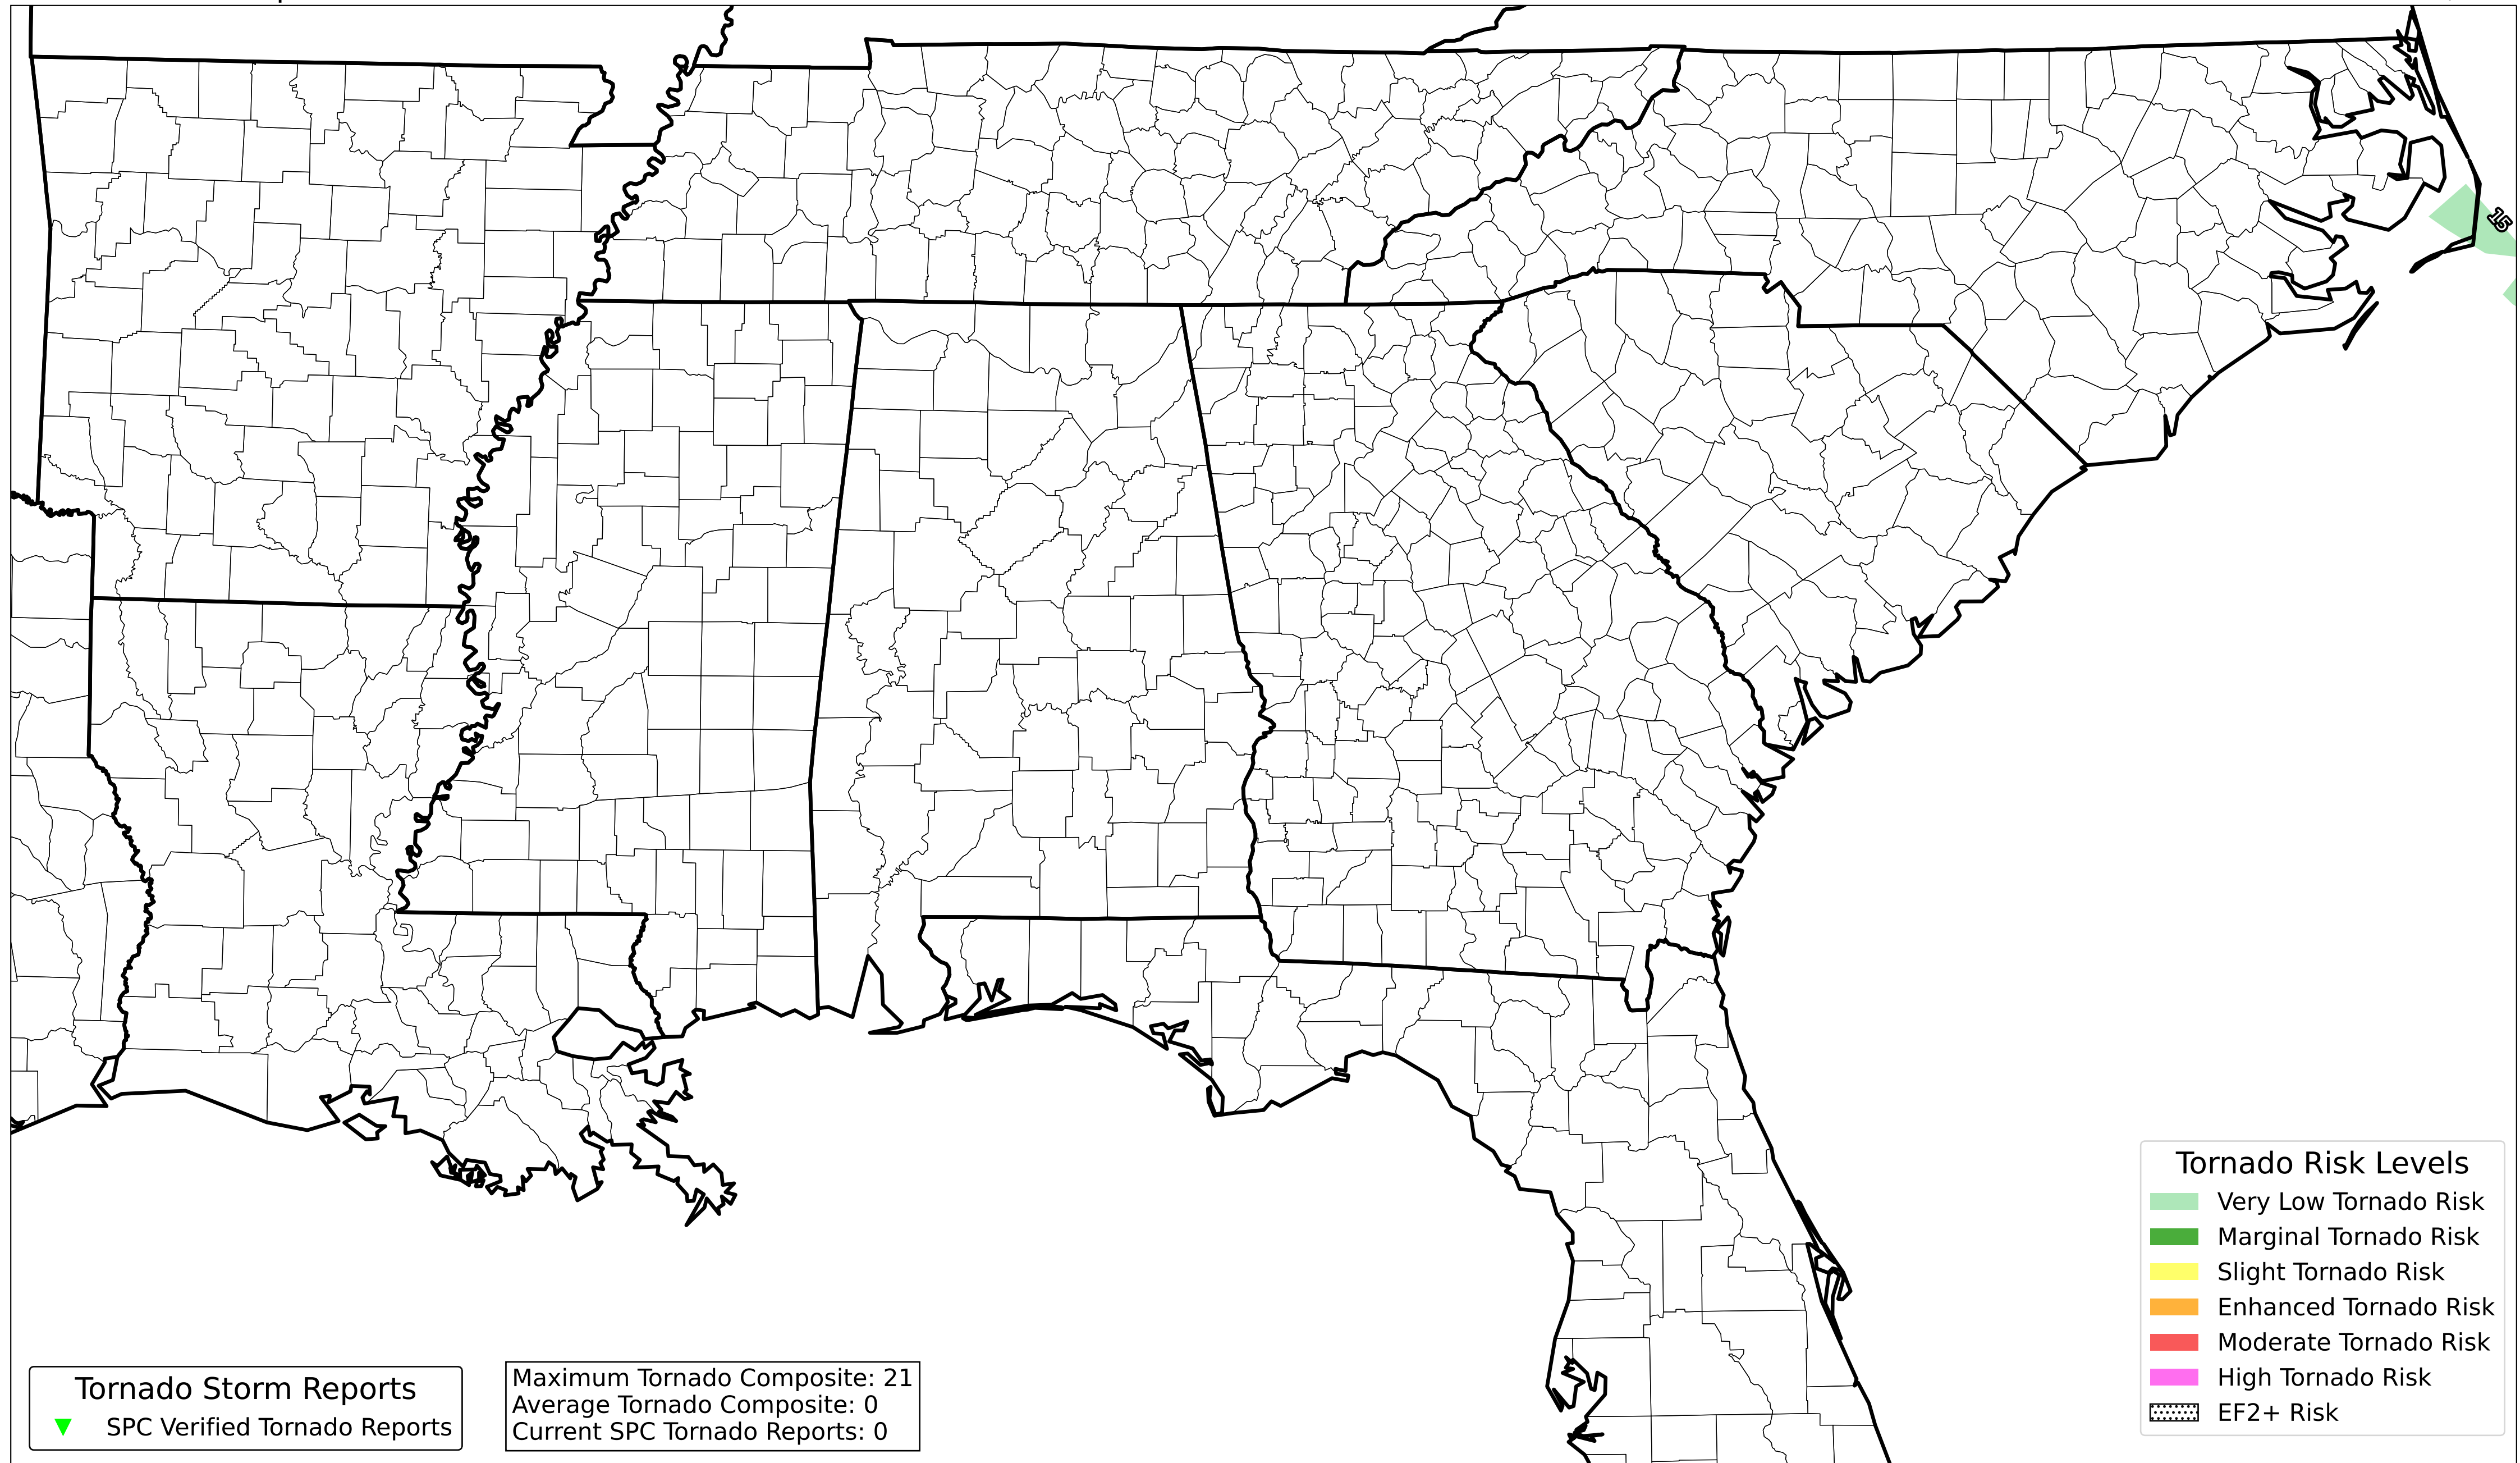 15
Tornado Risk Levels
Very Low Tornado Risk
Marginal Tornado Risk
Slight Tornado Risk
Enhanced Tornado Risk
Moderate Tornado Risk
High Tornado Risk
EF2+ Risk
Tornado Storm Reports
SPC Verified Tornado Reports
Maximum Tornado Composite: 21
Average Tornado Composite: 0
Current SPC Tornado Reports: 0